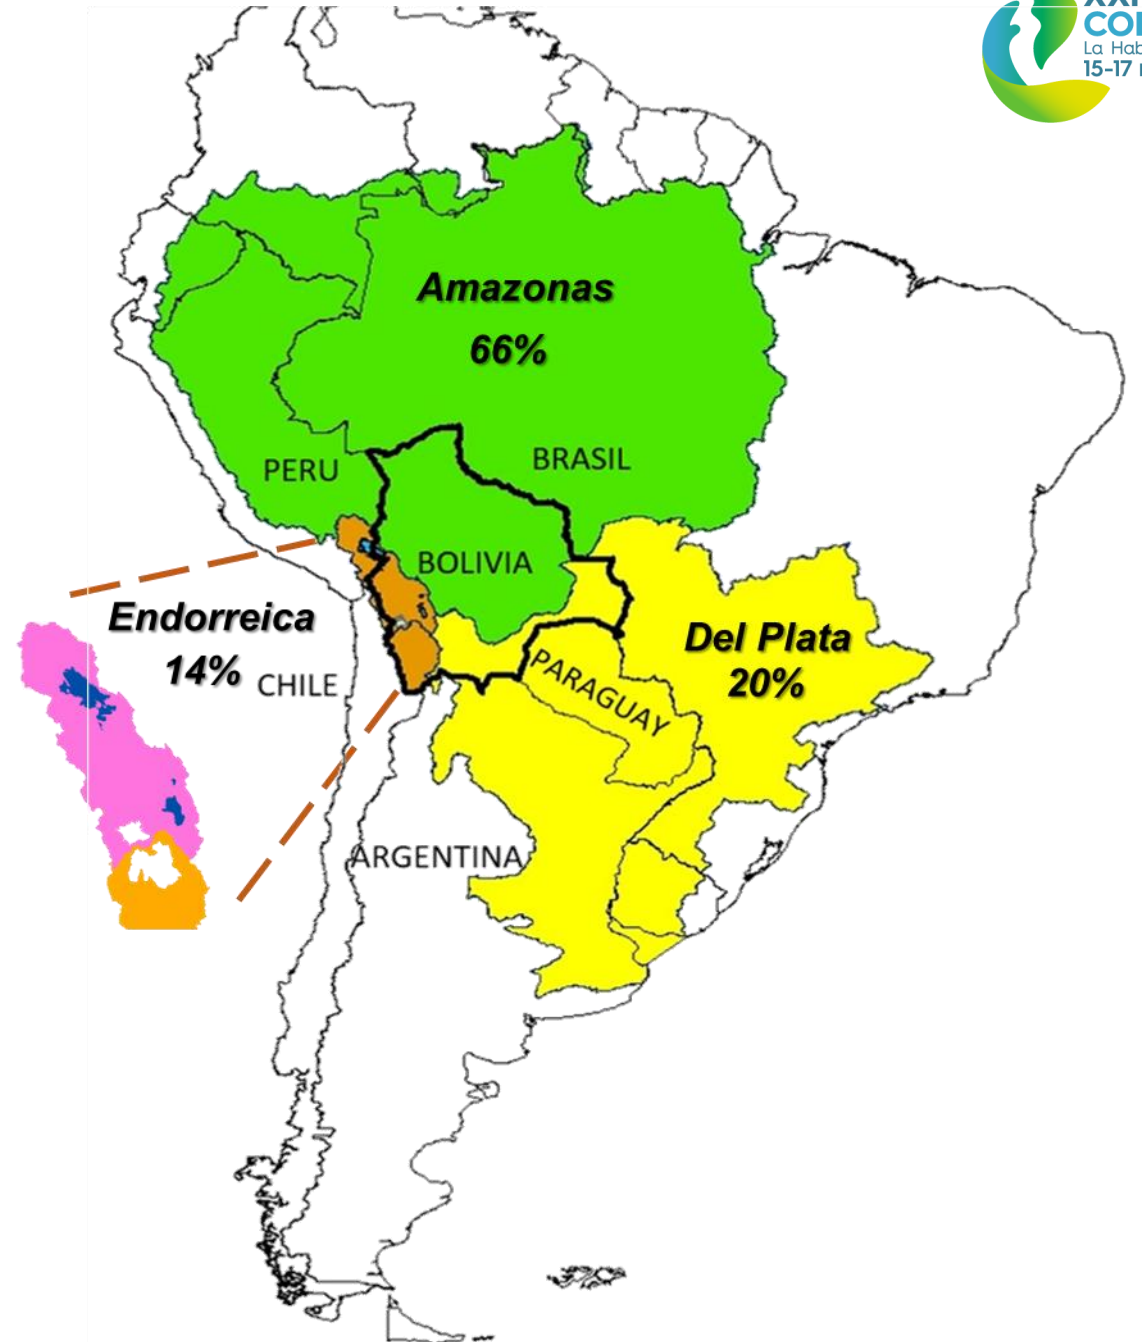 La Hab
15-17
Amazonas
66%
PERU
BRASIL
BOLIVIA
Endorreica
14%
CHILE
Del Plata
20%
PARAGUAY
ARGENTINA